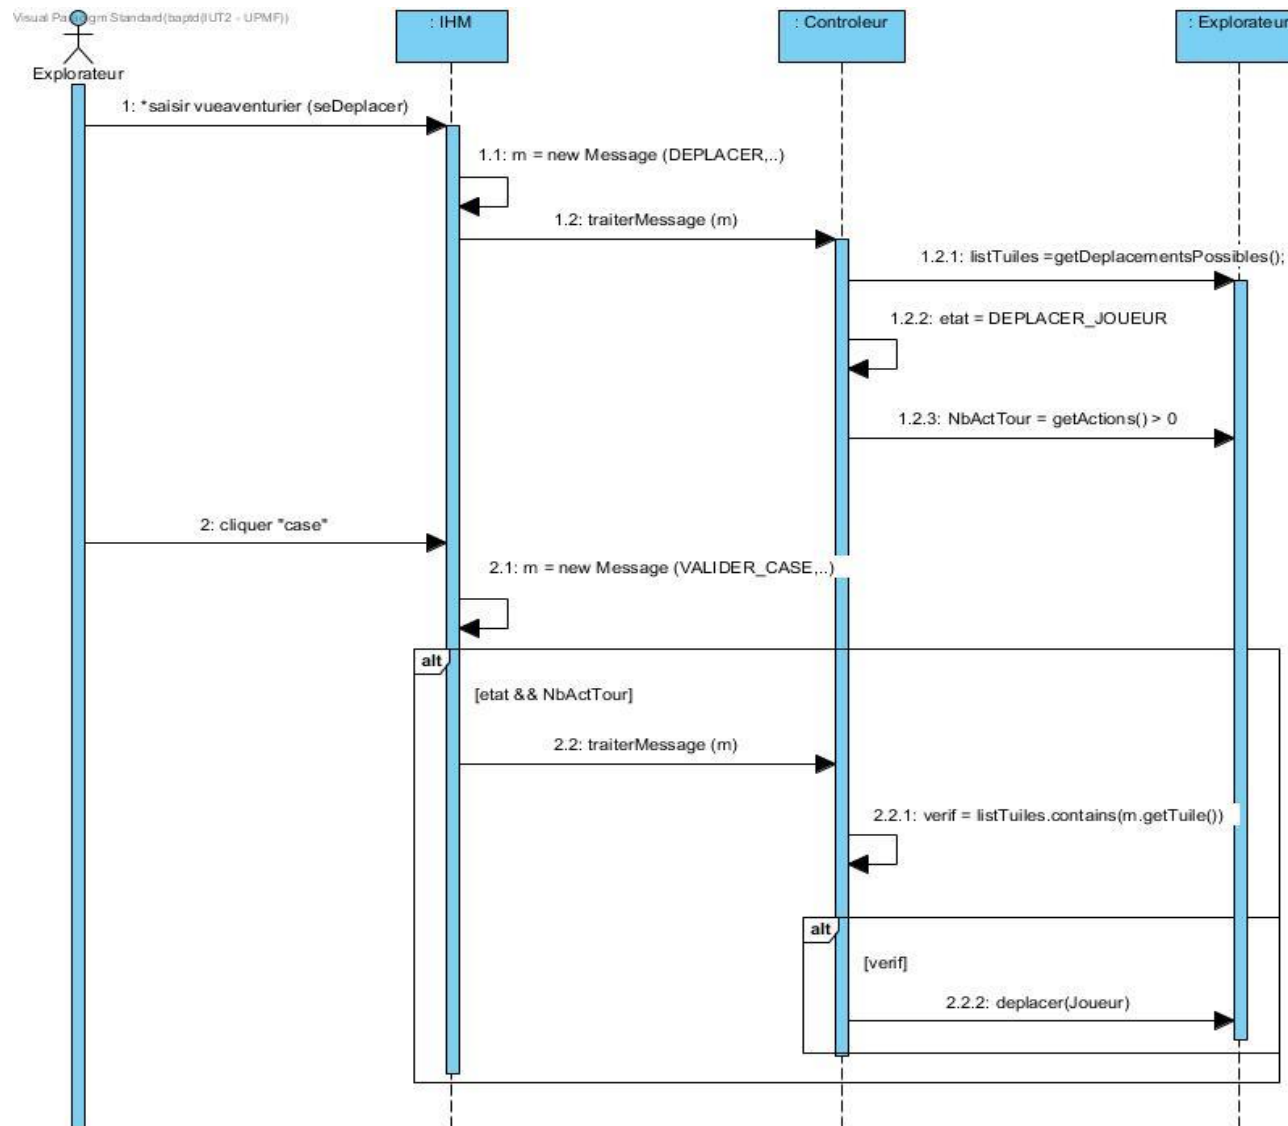 Visual Paradigm Standard(baptd(IUT2 - UPMF))
: IHM
: Controleur
: Explorateur
Explorateur
1: *saisir vueaventurier (seDeplacer)
1.1: m = new Message (DEPLACER,..)
1.2: traiterMessage (m)
1.2.1: listTuiles =getDeplacementsPossibles();
1.2.2: etat = DEPLACER_JOUEUR
1.2.3: NbActTour = getActions() > 0
2: cliquer "case"
2.1: m = new Message (VALIDER_CASE,..)
alt
[etat && NbActTour]
2.2: traiterMessage (m)
2.2.1: verif = listTuiles.contains(m.getTuile())
alt
[verif]
2.2.2: deplacer(Joueur)